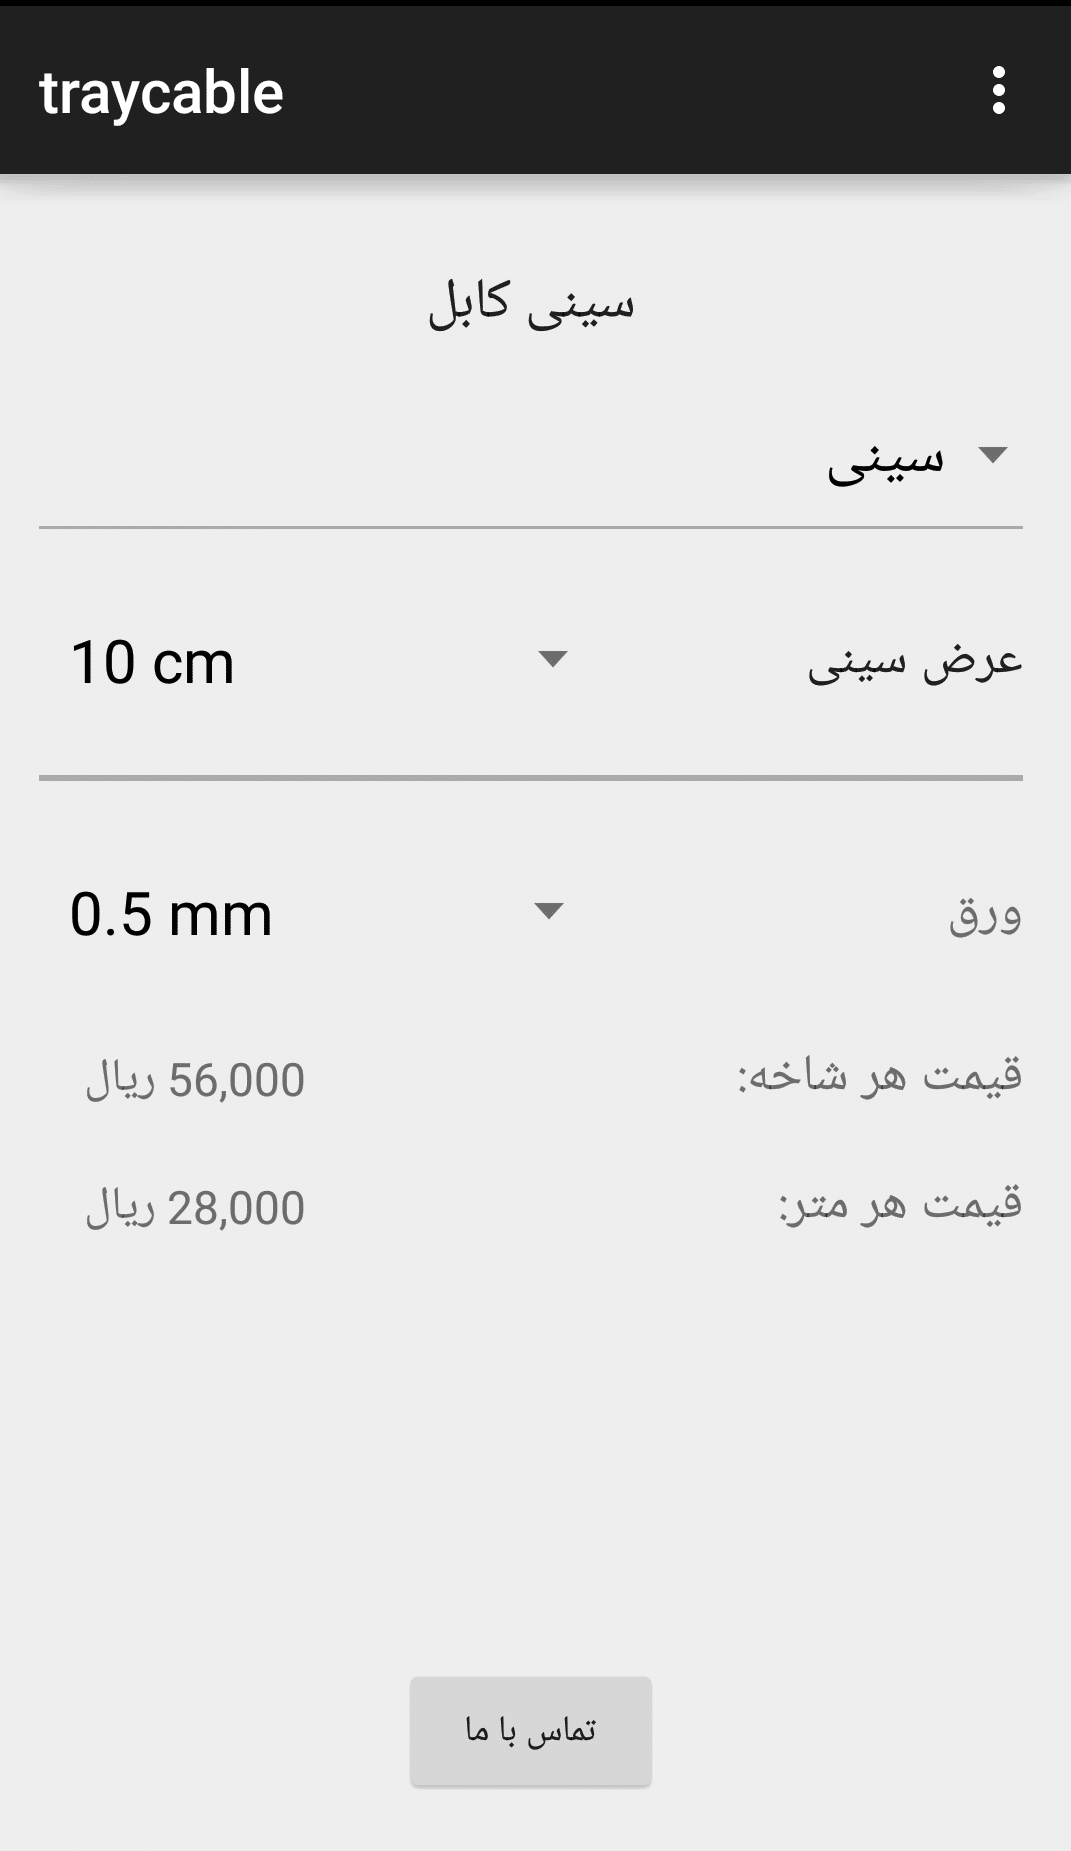 traycable
سینی کابل
سینی
عرض سینی 10 cm
ورق 0.5 mm
قیمت هر شاخه: 56,000 ریال
قیمت هر متر: 28,000 ریال
تماس با ما